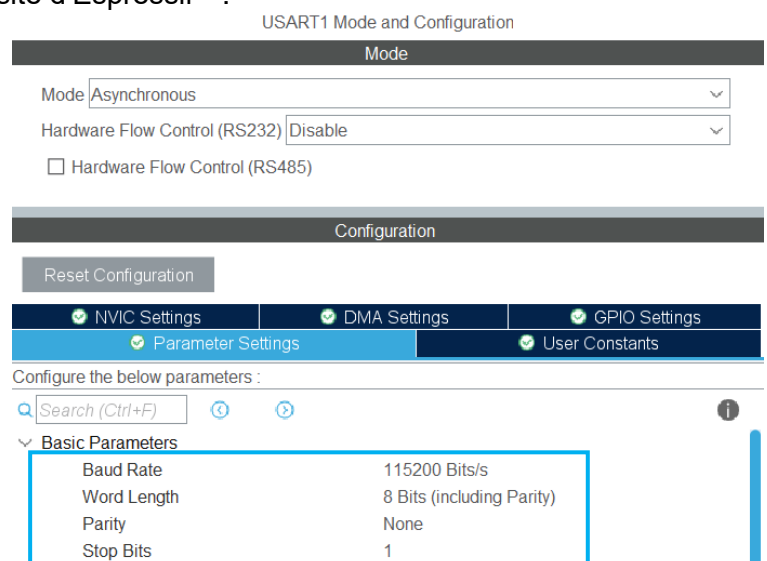 USART1 Mode and Configuration
Mode
Mode Asynchronous
Hardware Flow Control (RS232) Disable
Hardware Flow Control (RS485)
Configuration
Reset Configuration
NVIC Settings DMA Settings GPIO Settings
Parameter Settings User Constants
Configure the below parameters :
Search (Ctrl+F)
Basic Parameters
Baud Rate 115200 Bits/s
Word Length 8 Bits (including Parity)
Parity None
Stop Bits 1